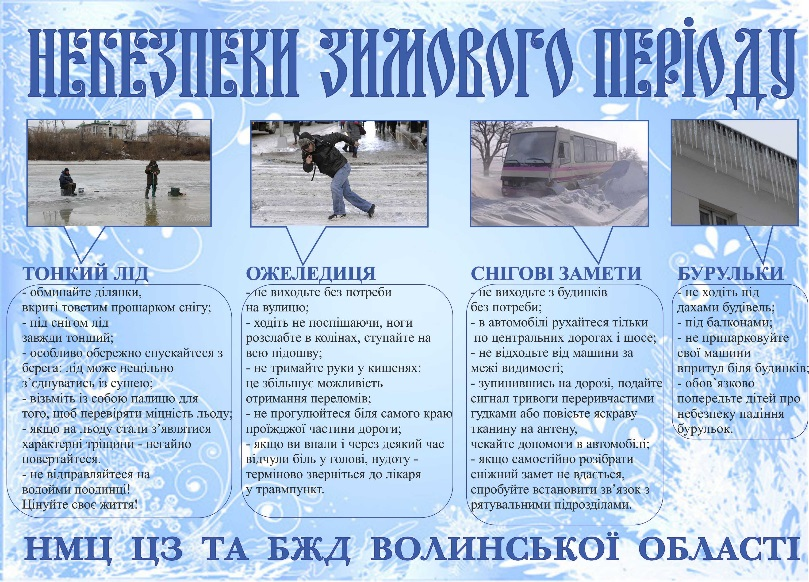 НЕБЕЗПЕКИ ЗИМОВОГО ПЕРІОДУ
ТОНКИЙ ЛІД
- обминайте ділянки,
вкриті товстим прошарком снігу;
- під снігом лід
завжди тонший;
- особливо обережно спускайтеся з
берега: лід може нещільно
з'єднуватись із сушею;
- візьміть із собою палицю для
того, щоб перевіряти міцність льоду;
- якщо на льоду стали з'являтися
характерні тріщини - негайно
повертайтеся.
- не відправляйтеся на
водойми поодинці!
Цінуйте своє життя!
ОЖЕЛЕДИЦЯ
- не виходьте без потреби
на вулицю;
- ходіть не поспішаючи, ноги
розслабте в колінах, ступайте на
всю підошву;
- не тримайте руки у кишенях:
це збільшує можливість
отримання переломів;
- не прогулюйтеся біля самого краю
проїжджої частини дороги;
- якщо ви впали і через деякий час
відчули біль у голові, нудоту -
терміново зверніться до лікаря
у травмпункт.
СНІГОВІ ЗАМЕТИ
- не виходьте з будинків
без потреби;
- в автомобілі рухайтеся тільки
по центральних дорогах і шосе;
- не відходьте від машини за
межі видимості;
- зупинившись на дорозі, подайте
сигнал тривоги переривчастими
гудками або повісьте яскраву
тканину на антену,
чекайте допомоги в автомобілі;
- якщо самостійно розібрати
сніжний замет не вдається,
спробуйте встановити зв'язок з
рятувальними підрозділами.
БУРУЛЬКИ
- не ходіть під
дахами будівель;
- під балконами;
- не припарковуйте
свої машини
впритул біля будинків;
- обов'язково
попередьте дітей про
небезпеку падіння
бурульок.
НМЦ ЦЗ ТА БЖД ВОЛИНСЬКОЇ ОБЛАСТІ